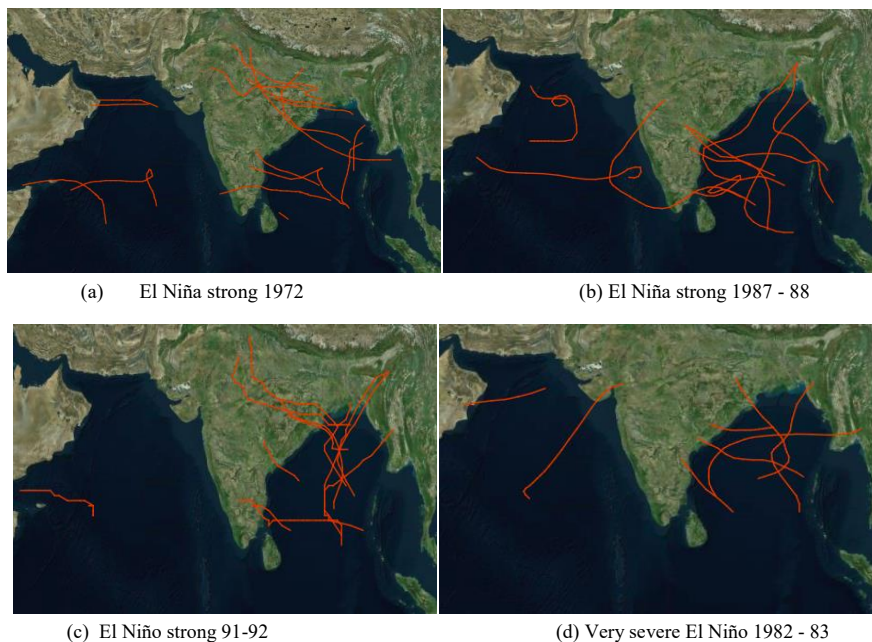 (a) El Niña strong 1972
(b) El Niña strong 1987 - 88
(c) El Niño strong 91-92
(d) Very severe El Niño 1982 - 83